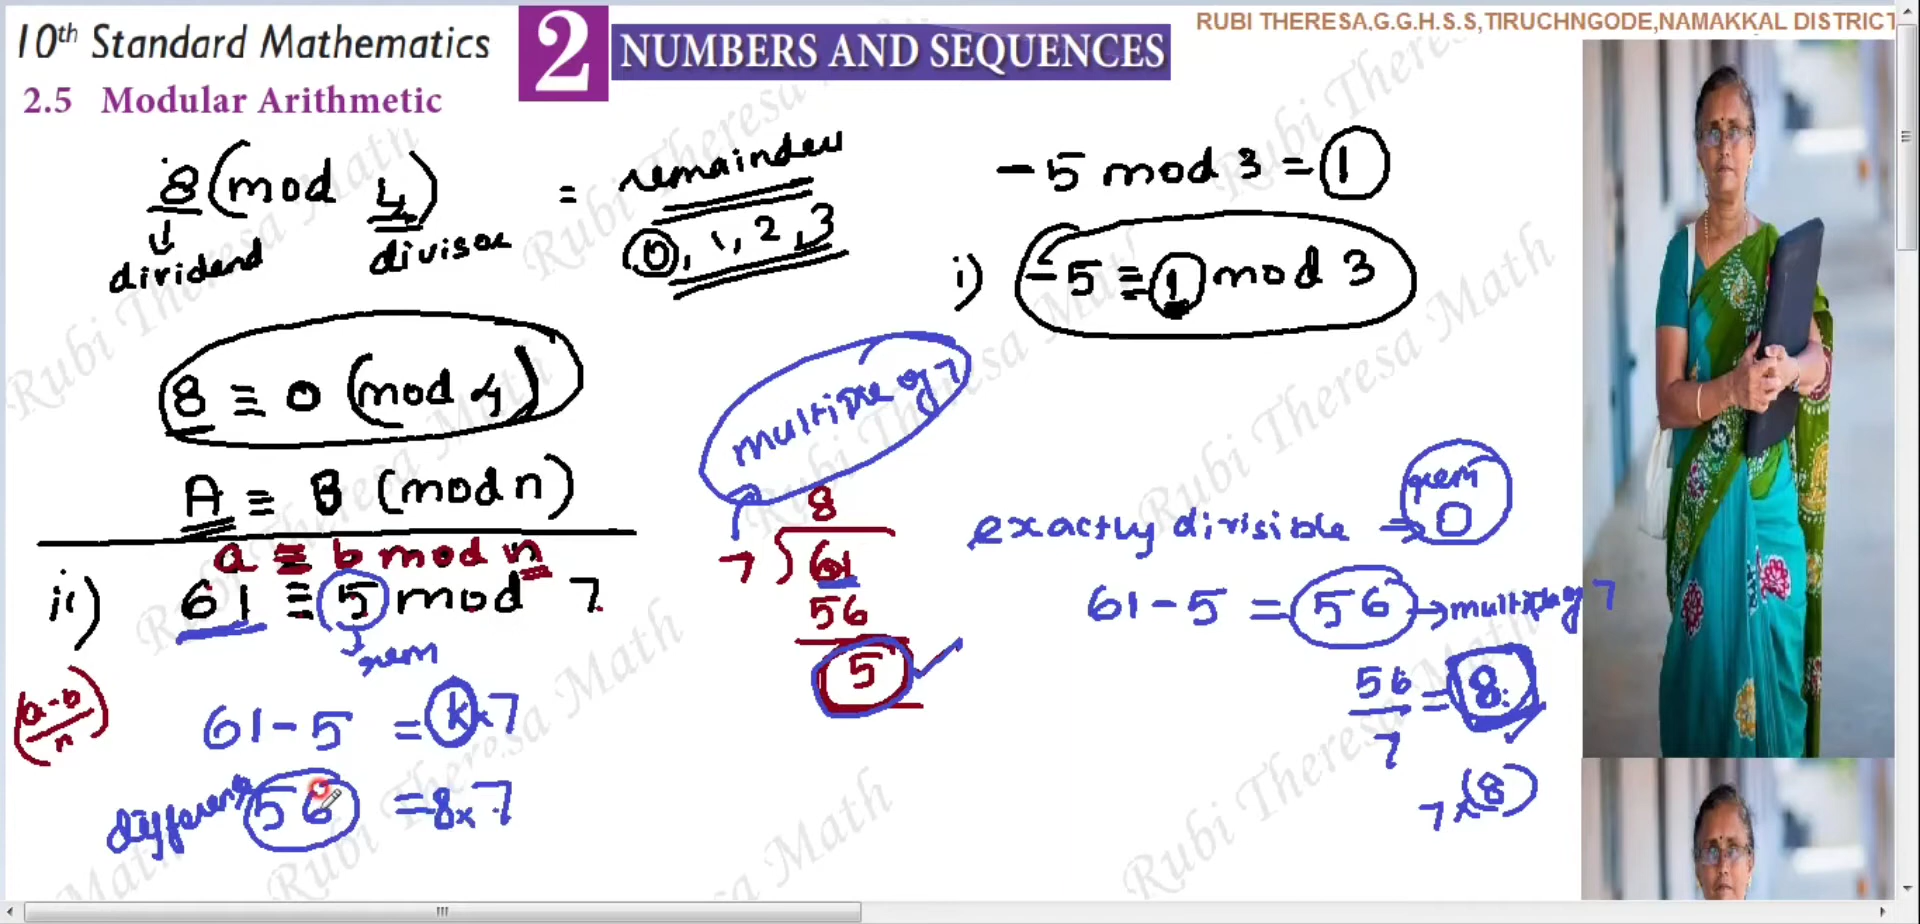 RUBI THERESA,G.G.H.S.S,TIRUCHNGODE,NAMAKKAL DISTRICT
10th Standard Mathematics
2
NUMBERS AND SEQUENCES
2.5 Modular Arithmetic
8 (mod 4) = remainder
dividend
divisor
0, 1, 2, 3
-5 mod 3 = 1
i) -5 ≡ 1 mod 3
8 ≡ 0 (mod 4)
A ≡ B (mod n)
a ≡ b mod n
ii) 61 ≡ 5 mod 7
rem
(a-b/n)
61 - 5 = k x 7
56 = 8 x 7
multiple of 7
8
7 ) 61
56
5
exactly divisible → rem 0
61 - 5 = 56 → multiple of 7
56/7 = 8
7 x (8)
Rubi Theresa Math